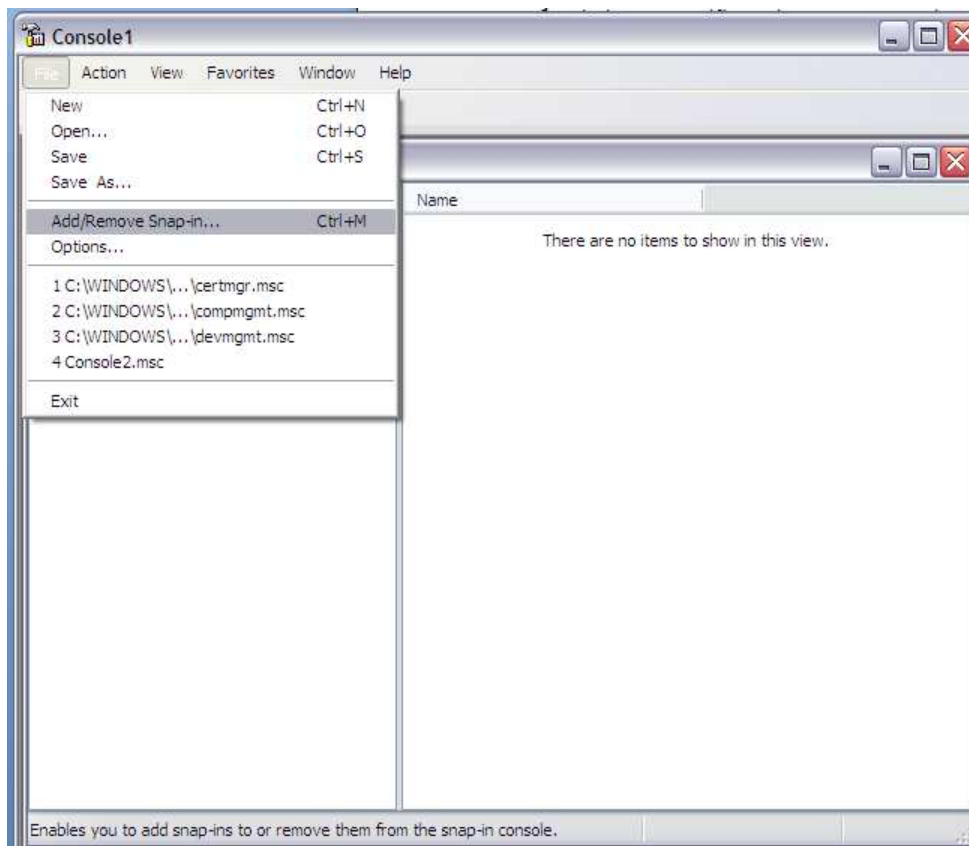 Console1
File Action View Favorites Window Help
New Ctrl+N
Open... Ctrl+O
Save Ctrl+S
Save As...
Add/Remove Snap-in... Ctrl+M
Options...
1 C:\WINDOWS\...\certmgr.msc
2 C:\WINDOWS\...\compmgmt.msc
3 C:\WINDOWS\...\devmgmt.msc
4 Console2.msc
Exit
Name
There are no items to show in this view.
Enables you to add snap-ins to or remove them from the snap-in console.